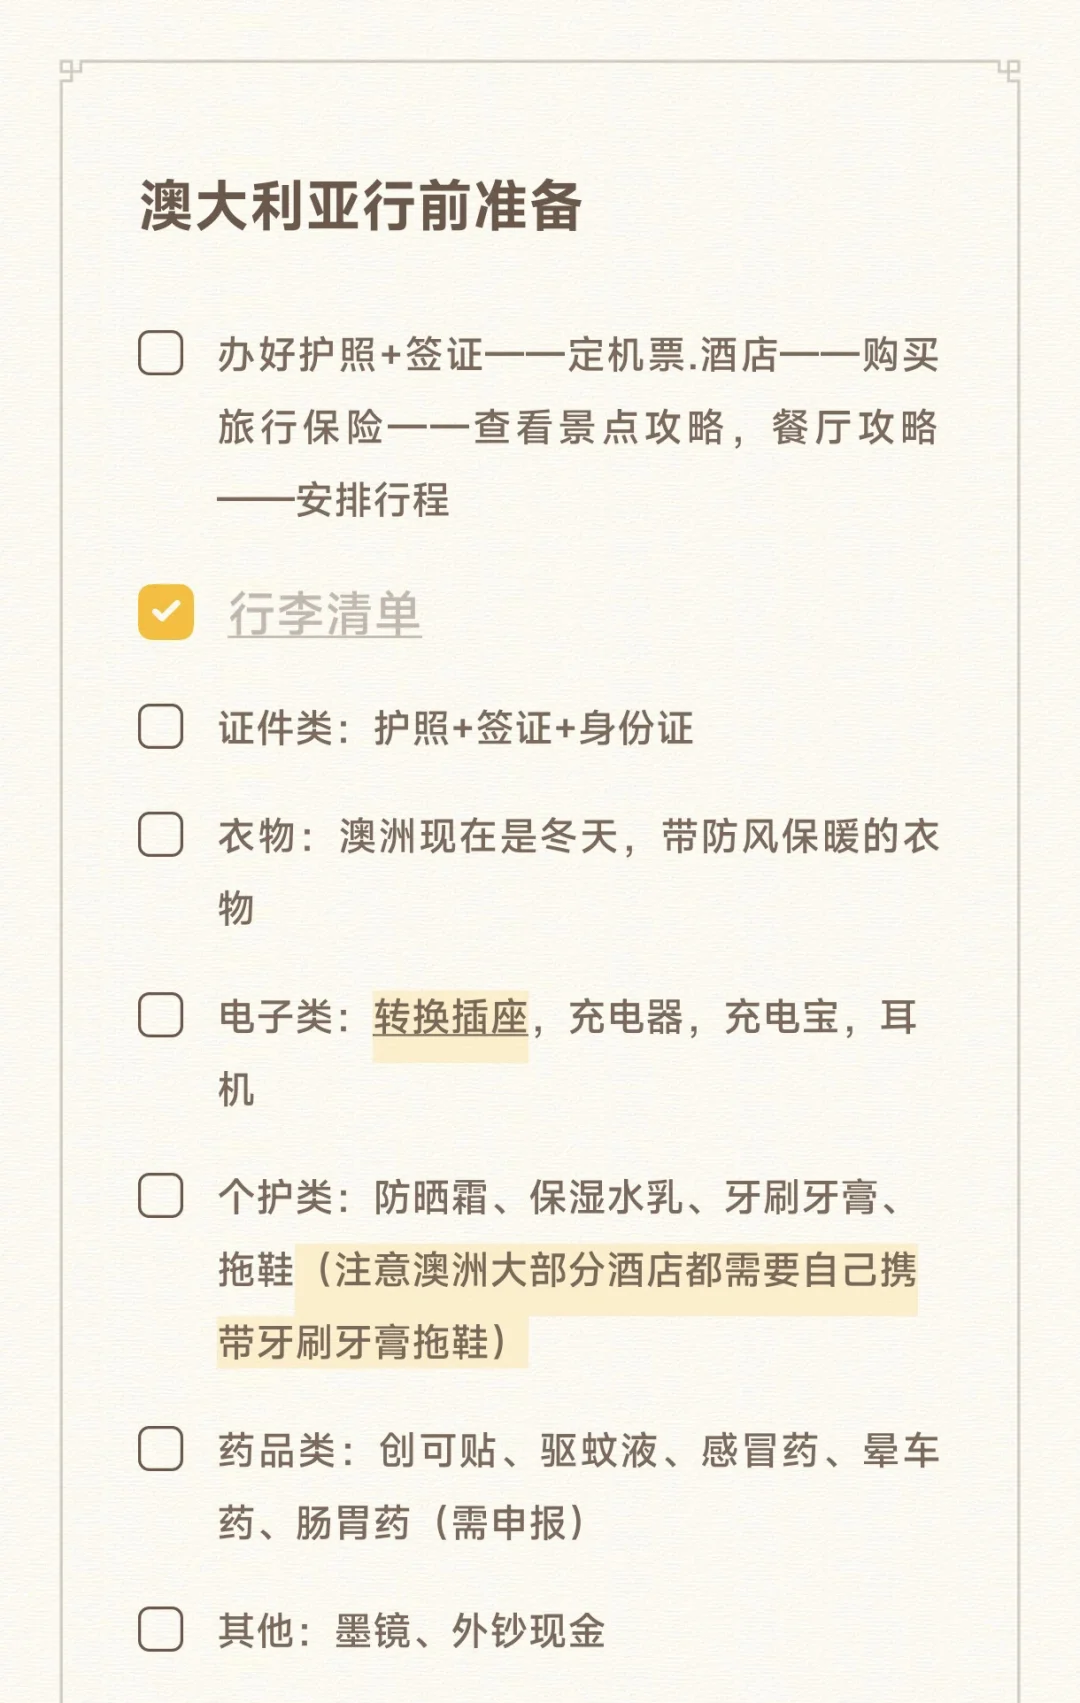 澳大利亚行前准备
办好护照+签证——定机票.酒店——购买
旅行保险——查看景点攻略，餐厅攻略
——安排行程
行李清单
证件类：护照+签证+身份证
衣物：澳洲现在是冬天，带防风保暖的衣
物
电子类：转换插座，充电器，充电宝，耳
机
个护类：防晒霜、保湿水乳、牙刷牙膏、
拖鞋（注意澳洲大部分酒店都需要自己携
带牙刷牙膏拖鞋）
药品类：创可贴、驱蚊液、感冒药、晕车
药、肠胃药（需申报）
其他：墨镜、外钞现金